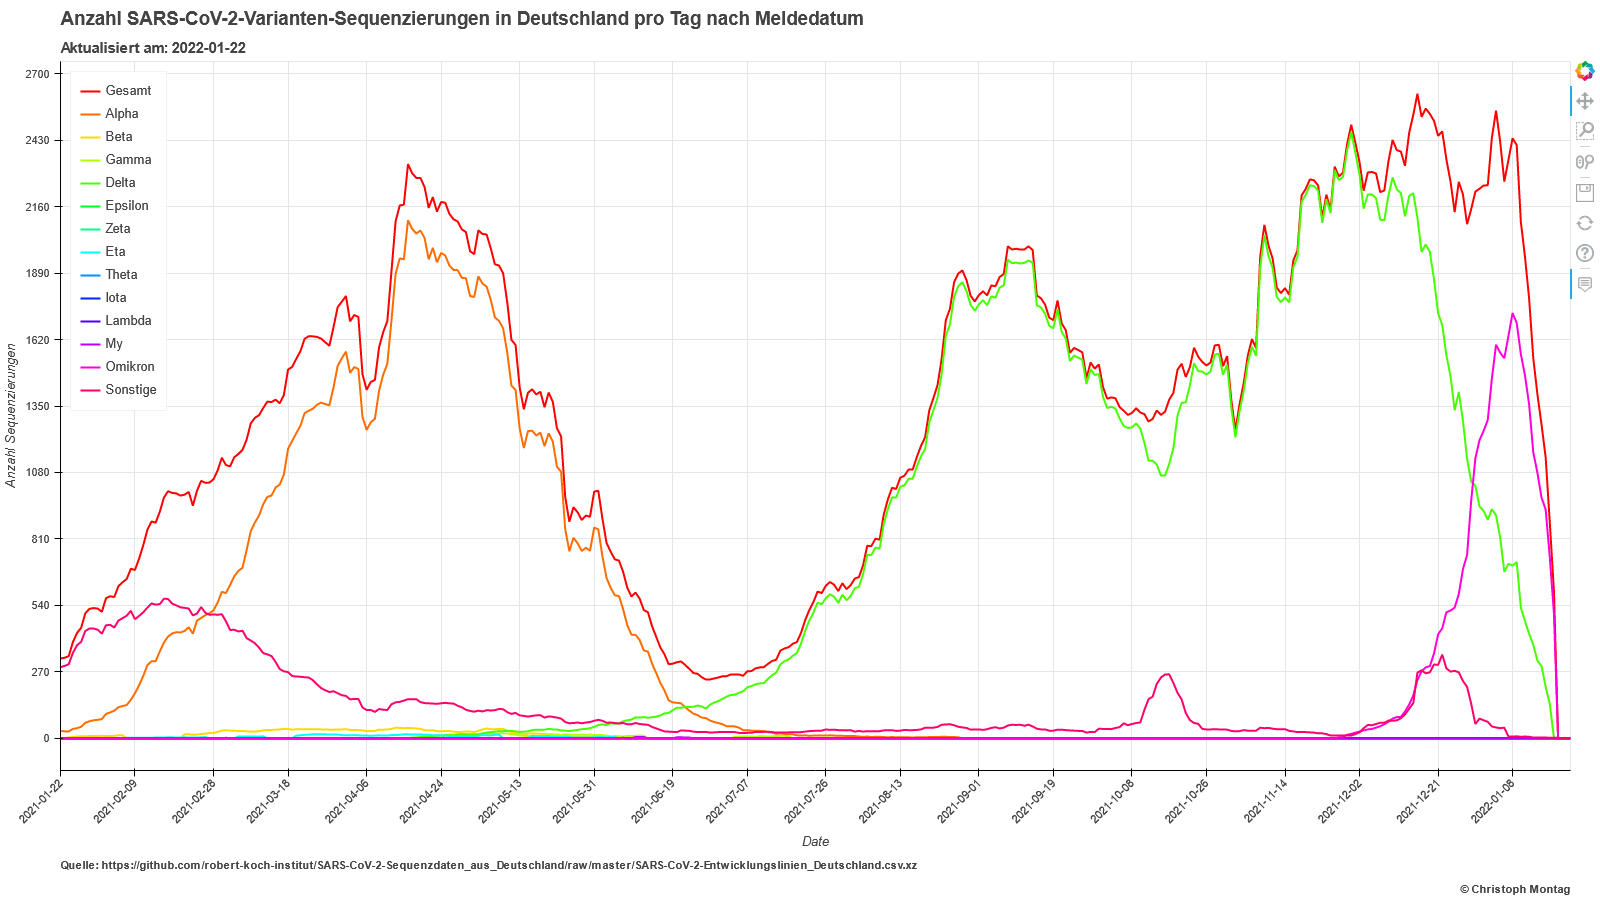 Anzahl SARS-CoV-2-Varianten-Sequenzierungen in Deutschland pro Tag nach Meldedatum
Aktualisiert am: 2022-01-22
2700
2430
2160
1890
1620
1350
1080
810
540
270
0
Anzahl Sequenzierungen
Gesamt
Alpha
Beta
Gamma
Delta
Epsilon
Zeta
Eta
Theta
Iota
Lambda
My
Omikron
Sonstige
2021-01-22
2021-02-09
2021-02-28
2021-03-18
2021-04-06
2021-04-24
2021-05-13
2021-05-31
2021-06-19
2021-07-07
2021-07-26
2021-08-13
2021-09-01
2021-09-19
2021-10-08
2021-10-26
2021-11-14
2021-12-02
2021-12-21
2022-01-08
Date
Quelle: https://github.com/robert-koch-institut/SARS-CoV-2-Sequenzdaten_aus_Deutschland/raw/master/SARS-CoV-2-Entwicklungslinien_Deutschland.csv.xz
© Christoph Montag